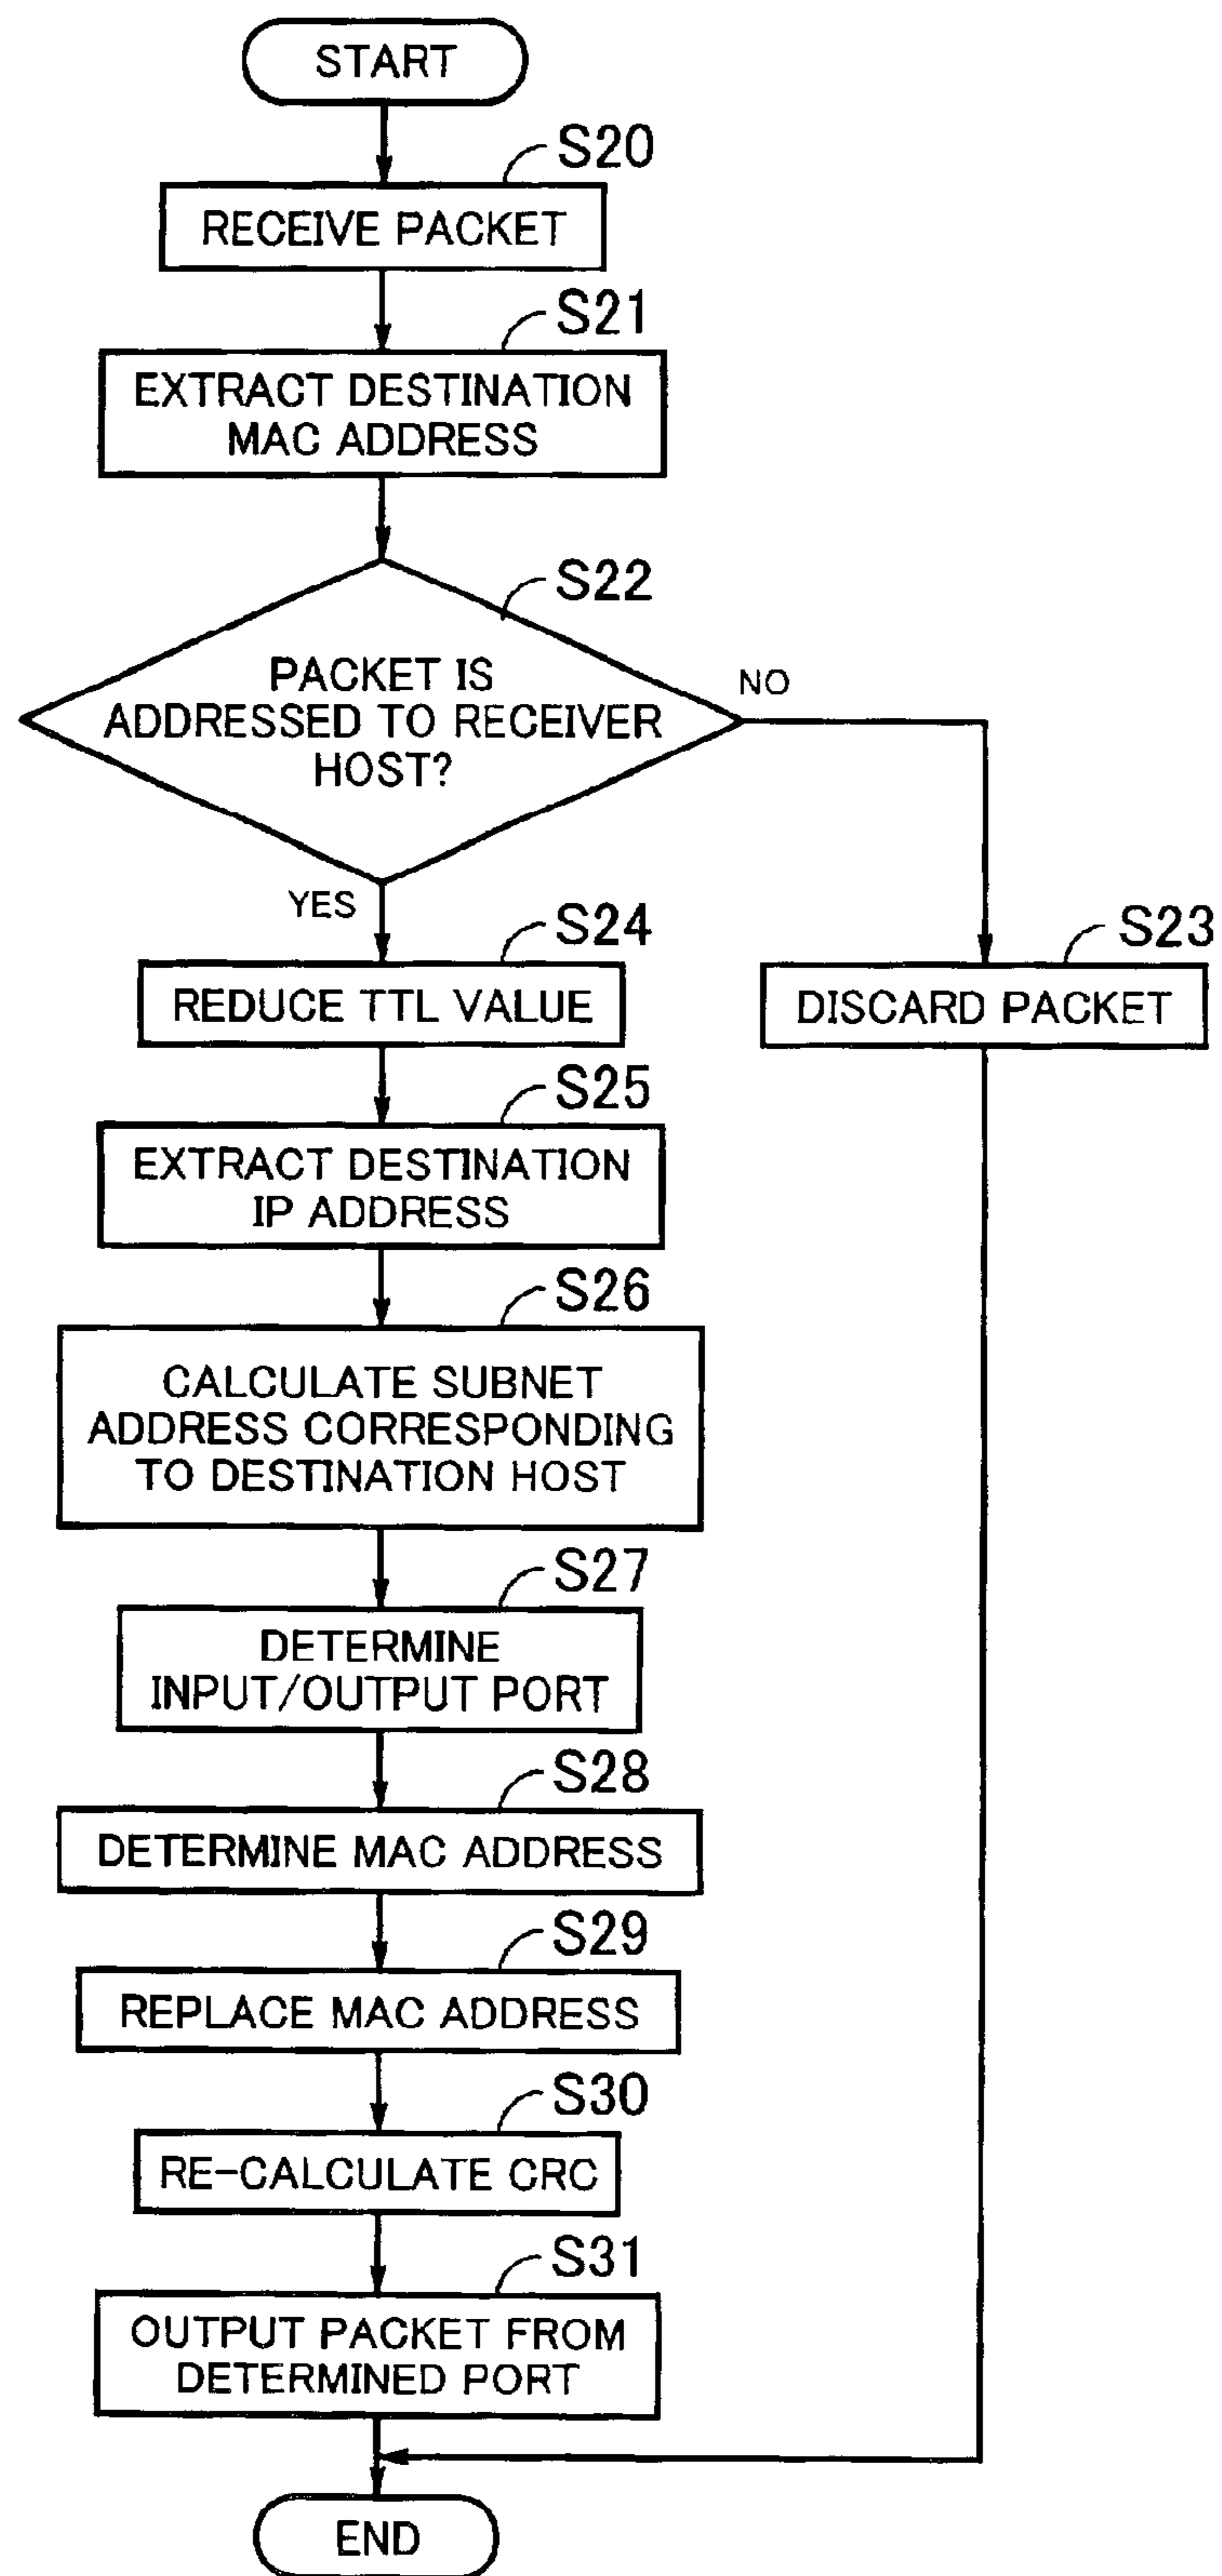 START
S20
RECEIVE PACKET
S21
EXTRACT DESTINATION
MAC ADDRESS
S22
PACKET IS
ADDRESSED TO RECEIVER
HOST?
NO
YES
S24
REDUCE TTL VALUE
S23
DISCARD PACKET
S25
EXTRACT DESTINATION
IP ADDRESS
S26
CALCULATE SUBNET
ADDRESS CORRESPONDING
TO DESTINATION HOST
S27
DETERMINE
INPUT/OUTPUT PORT
S28
DETERMINE MAC ADDRESS
S29
REPLACE MAC ADDRESS
S30
RE-CALCULATE CRC
S31
OUTPUT PACKET FROM
DETERMINED PORT
END